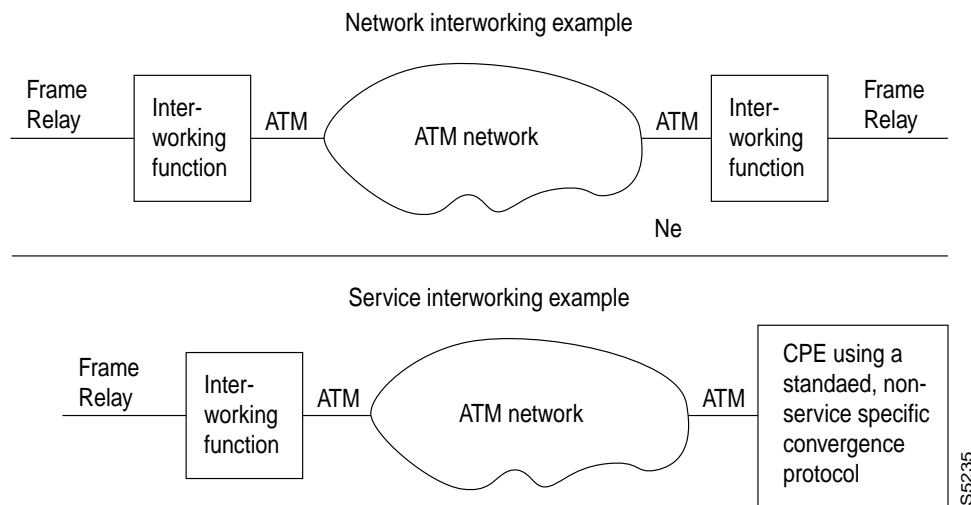 Network interworking example
Frame
Relay
Inter-
working
function
ATM
ATM network
ATM
Inter-
working
function
Frame
Relay
Ne
Service interworking example
Frame
Relay
Inter-
working
function
ATM
ATM network
ATM
CPE using a
standaed, non-
service specific
convergence
protocol
S5235